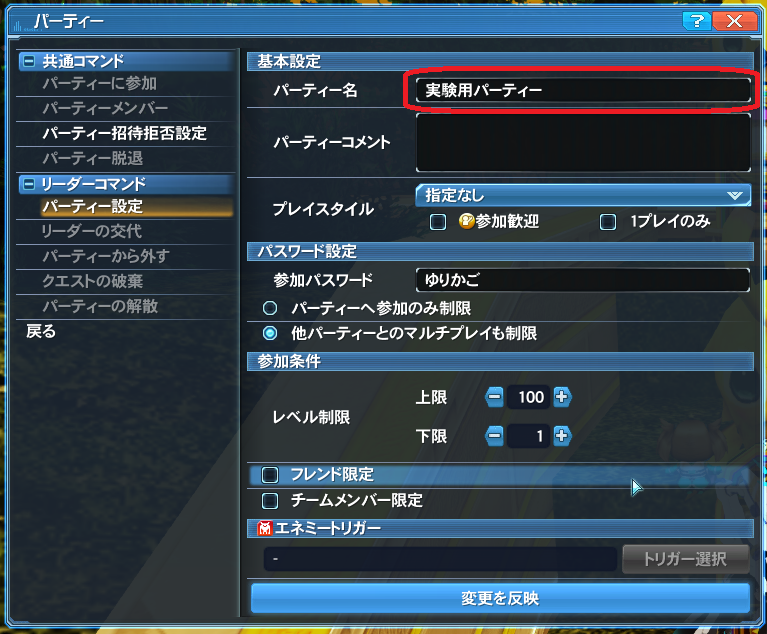 パーティー
?
共通コマンド
パーティーに参加
パーティーメンバー
パーティー招待拒否設定
パーティー脱退
リーダーコマンド
パーティー設定
リーダーの交代
パーティーから外す
クエストの破棄
パーティーの解散
戻る
基本設定
パーティー名 実験用パーティー
パーティーコメント
プレイスタイル 指定なし
参加歓迎 1プレイのみ
パスワード設定
参加パスワード ゆりかご
パーティーへ参加のみ制限
他パーティーとのマルチプレイも制限
参加条件
レベル制限
上限 100
下限 1
フレンド限定
チームメンバー限定
エネミートリガー
- トリガー選択
変更を反映